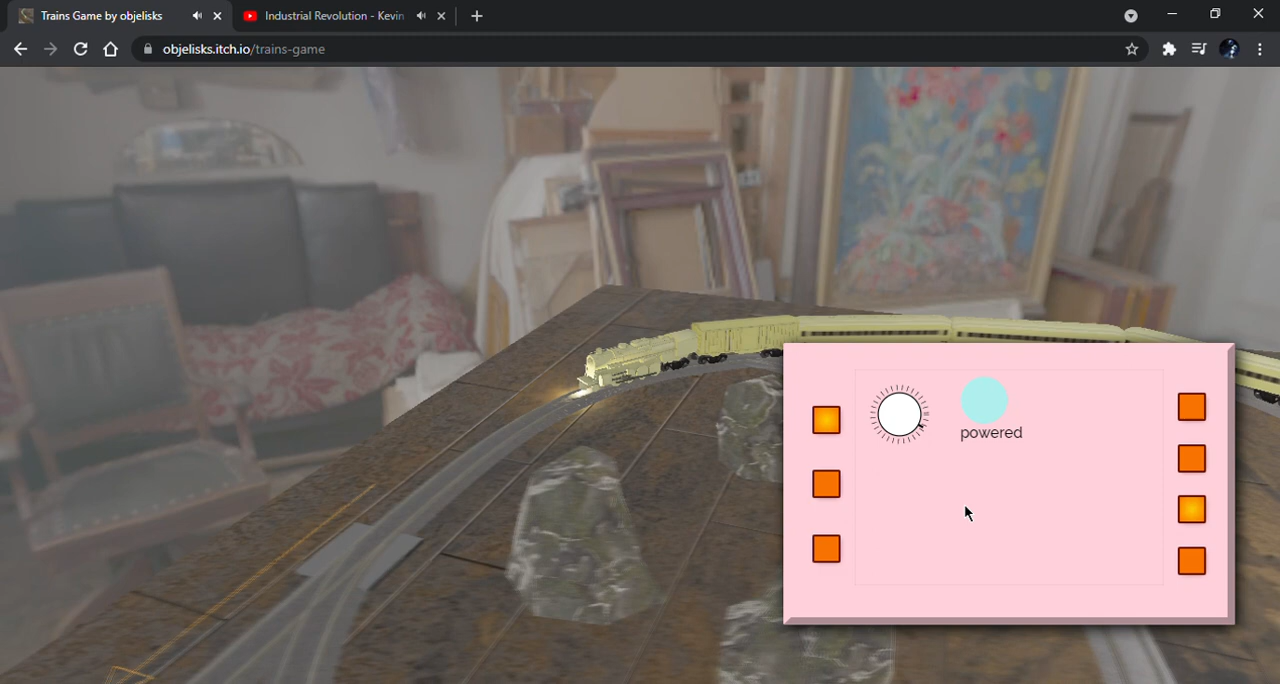 Trains Game by objelisks
Industrial Revolution - Kevin
objelisks.itch.io/trains-game
powered